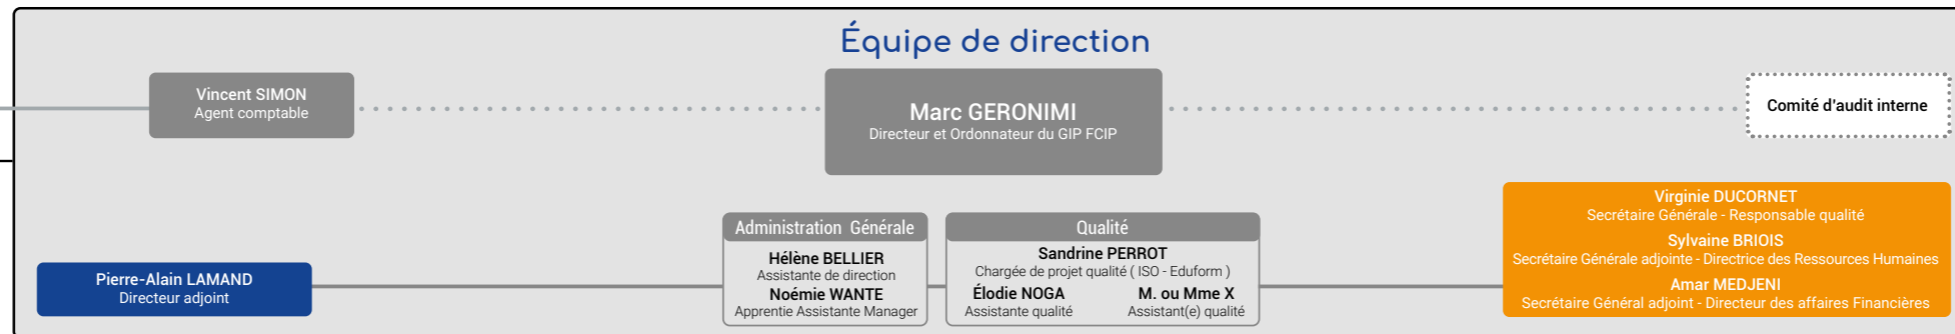 Équipe de direction
Vincent SIMON
Agent comptable
Marc GERONIMI
Directeur et Ordonnateur du GIP FCIP
Comité d'audit interne
Pierre-Alain LAMAND
Directeur adjoint
Administration Générale
Hélène BELLIER
Assistante de direction
Noémie WANTE
Apprentie Assistante Manager
Qualité
Sandrine PERROT
Chargée de projet qualité ( ISO - Eduform )
Élodie NOGA
Assistante qualité
M. ou Mme X
Assistant(e) qualité
Virginie DUCORNET
Secrétaire Générale - Responsable qualité
Sylvaine BRIOIS
Secrétaire Générale adjointe - Directrice des Ressources Humaines
Amar MEDJENI
Secrétaire Général adjoint - Directeur des affaires Financières